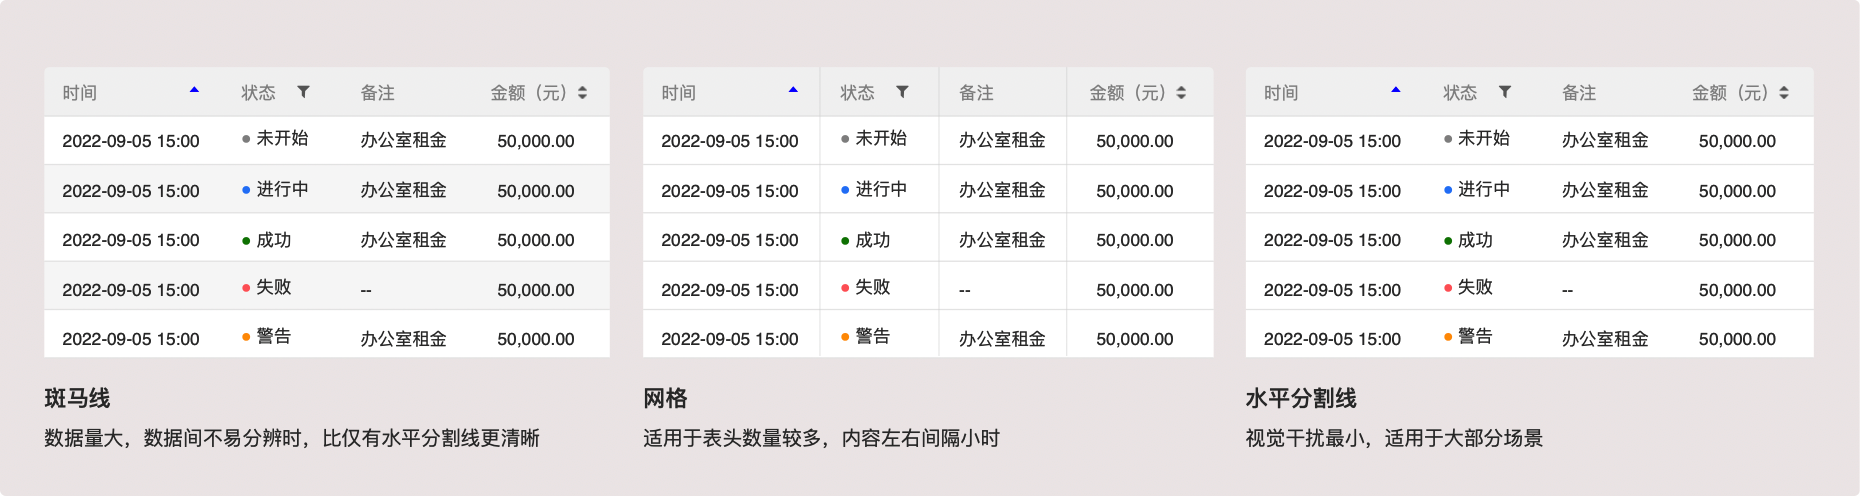 时间 状态 备注 金额（元）
2022-09-05 15:00 未开始 办公室租金 50,000.00
2022-09-05 15:00 进行中 办公室租金 50,000.00
2022-09-05 15:00 成功 办公室租金 50,000.00
2022-09-05 15:00 失败 -- 50,000.00
2022-09-05 15:00 警告 办公室租金 50,000.00
斑马线
数据量大，数据间不易分辨时，比仅有水平分割线更清晰
时间 状态 备注 金额（元）
2022-09-05 15:00 未开始 办公室租金 50,000.00
2022-09-05 15:00 进行中 办公室租金 50,000.00
2022-09-05 15:00 成功 办公室租金 50,000.00
2022-09-05 15:00 失败 -- 50,000.00
2022-09-05 15:00 警告 办公室租金 50,000.00
网格
适用于表头数量较多，内容左右间隔小时
时间 状态 备注 金额（元）
2022-09-05 15:00 未开始 办公室租金 50,000.00
2022-09-05 15:00 进行中 办公室租金 50,000.00
2022-09-05 15:00 成功 办公室租金 50,000.00
2022-09-05 15:00 失败 -- 50,000.00
2022-09-05 15:00 警告 办公室租金 50,000.00
水平分割线
视觉干扰最小，适用于大部分场景